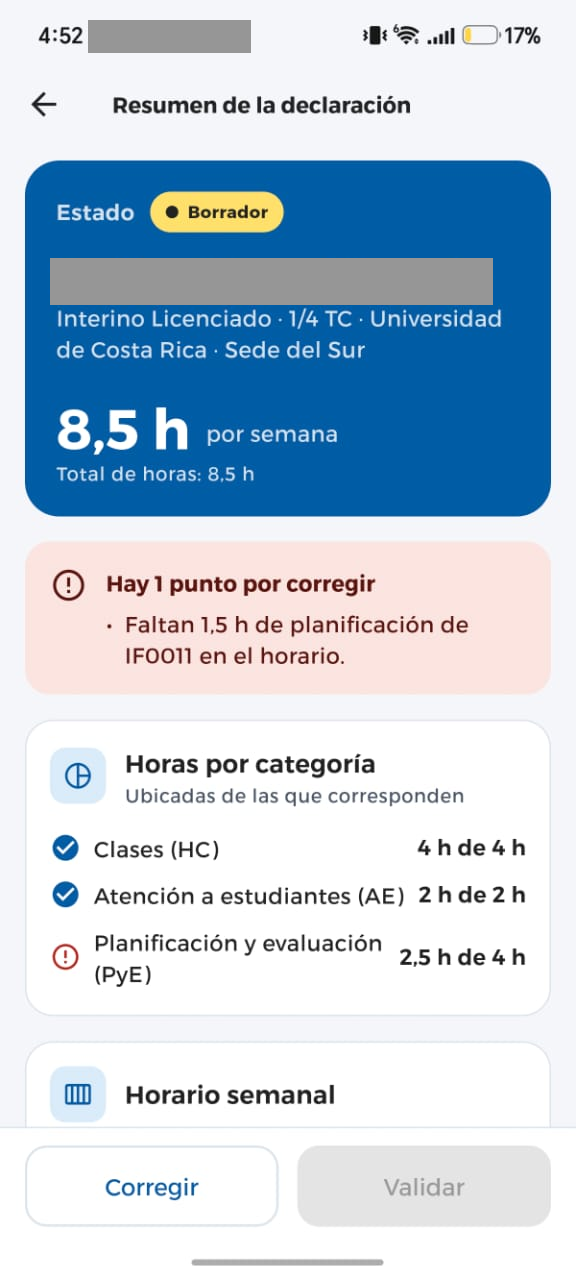 4:52
17%
Resumen de la declaración
Estado
Borrador
Interino Licenciado · 1/4 TC · Universidad
de Costa Rica · Sede del Sur
8,5 h por semana
Total de horas: 8,5 h
Hay 1 punto por corregir
• Faltan 1,5 h de planificación de
IF0011 en el horario.
Horas por categoría
Ubicadas de las que corresponden
Clases (HC) 4 h de 4 h
Atención a estudiantes (AE) 2 h de 2 h
Planificación y evaluación
(PyE) 2,5 h de 4 h
Horario semanal
Corregir
Validar